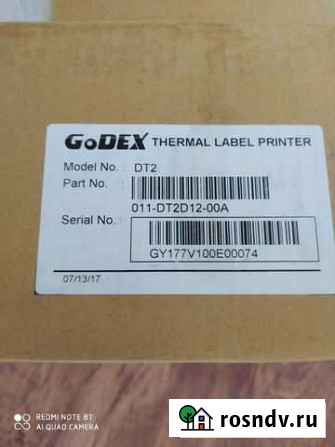 GoDEX THERMAL LABEL PRINTER
Model No. : DT2
Part No. :
011-DT2D12-00A
Serial No. :
GY177V100E00074
07/13/17
REDMI NOTE 8T
AI QUAD CAMERA
rosndv.ru